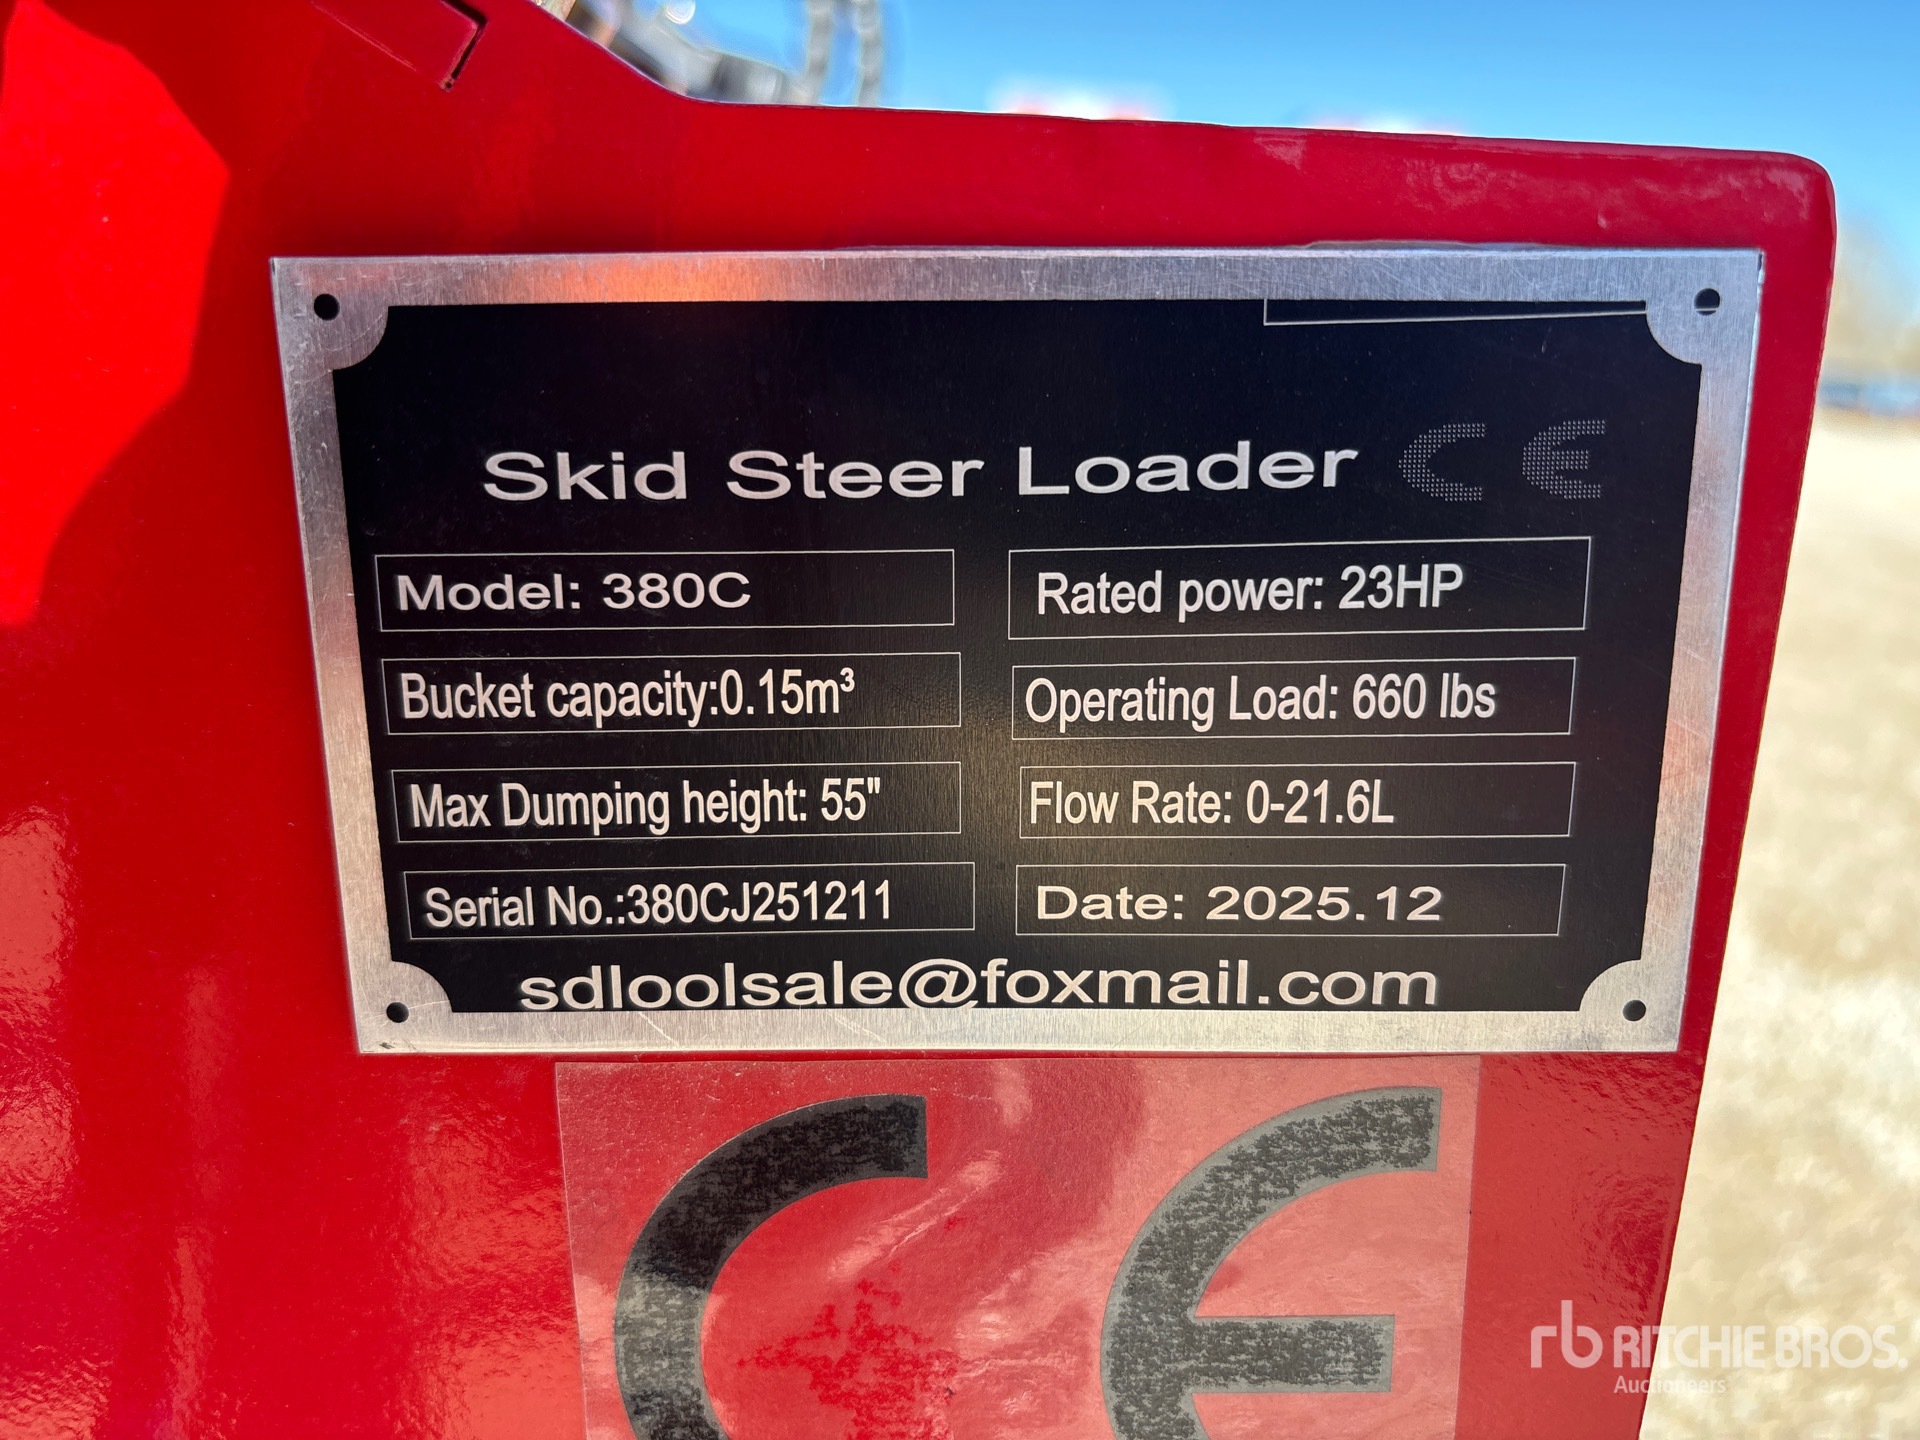 Skid Steer Loader CE
Model: 380C
Rated power: 23HP
Bucket capacity:0.15m³
Operating Load: 660 lbs
Max Dumping height: 55"
Flow Rate: 0-21.6L
Serial No.:380CJ251211
Date: 2025.12
sdloolsale@foxmail.com
CE
rb RITCHIE BROS.
Auctioneers